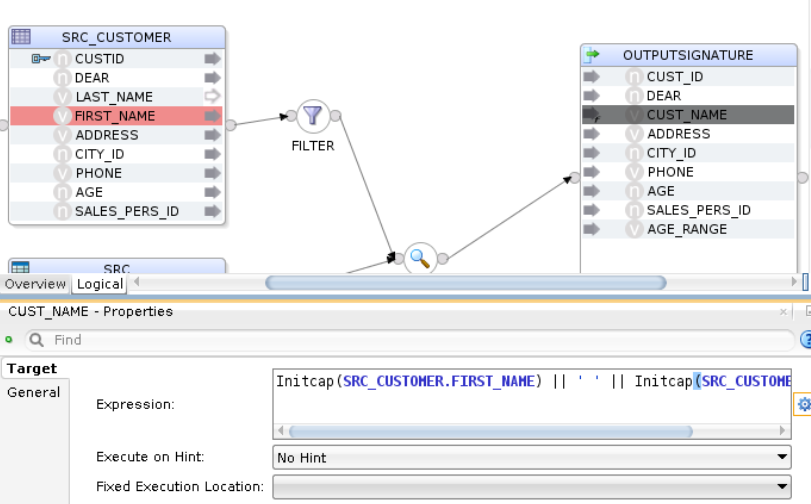 SRC_CUSTOMER
CUSTID
DEAR
LAST_NAME
FIRST_NAME
ADDRESS
CITY_ID
PHONE
AGE
SALES_PERS_ID
FILTER
OUTPUTSIGNATURE
CUST_ID
DEAR
CUST_NAME
ADDRESS
CITY_ID
PHONE
AGE
SALES_PERS_ID
AGE_RANGE
SRC
Overview Logical
CUST_NAME - Properties
Find
Target
General
Expression:
Initcap(SRC_CUSTOMER.FIRST_NAME) || ' ' || Initcap(SRC_CUSTOME
Execute on Hint:
No Hint
Fixed Execution Location: